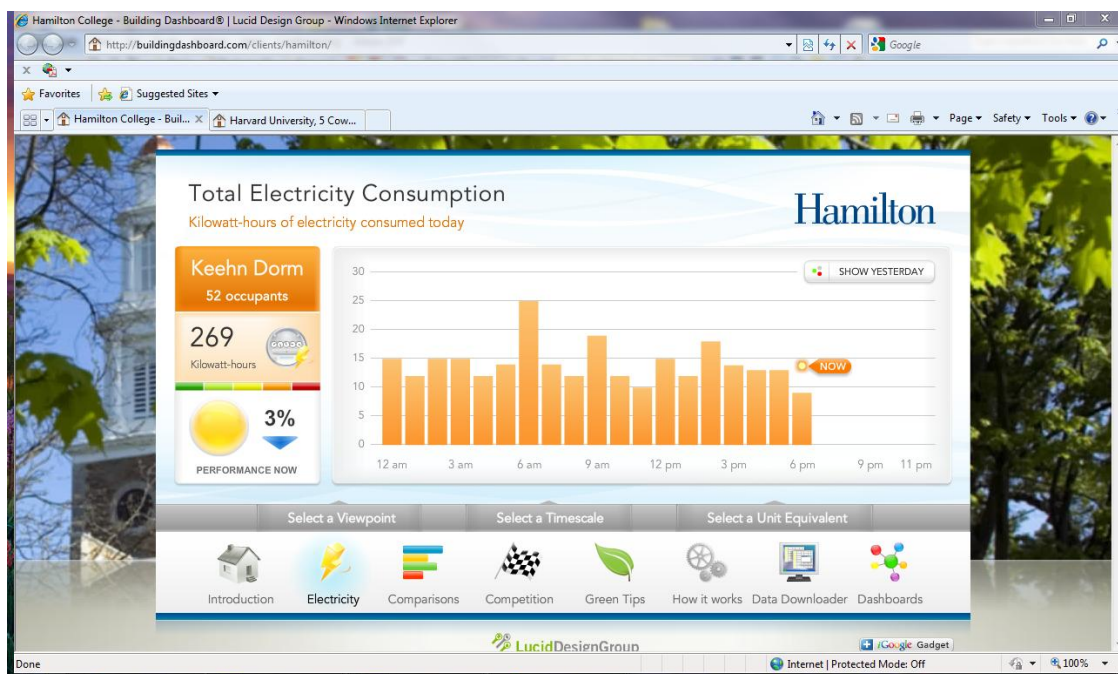 Hamilton College - Building Dashboard® | Lucid Design Group - Windows Internet Explorer
http://buildingdashboard.com/clients/hamilton/
Google
x
Favorites Suggested Sites
Hamilton College - Buil... x Harvard University, 5 Cow...
Page Safety Tools
Total Electricity Consumption
Kilowatt-hours of electricity consumed today
Hamilton
Keehn Dorm
52 occupants
269
Kilowatt-hours
3%
PERFORMANCE NOW
SHOW YESTERDAY
30
25
20
15
10
5
0
NOW
12 am 3 am 6 am 9 am 12 pm 3 pm 6 pm 9 pm 11 pm
Select a Viewpoint Select a Timescale Select a Unit Equivalent
Introduction Electricity Comparisons Competition Green Tips How it works Data Downloader Dashboards
LucidDesignGroup
iGoogle Gadget
Done Internet | Protected Mode: Off 100%